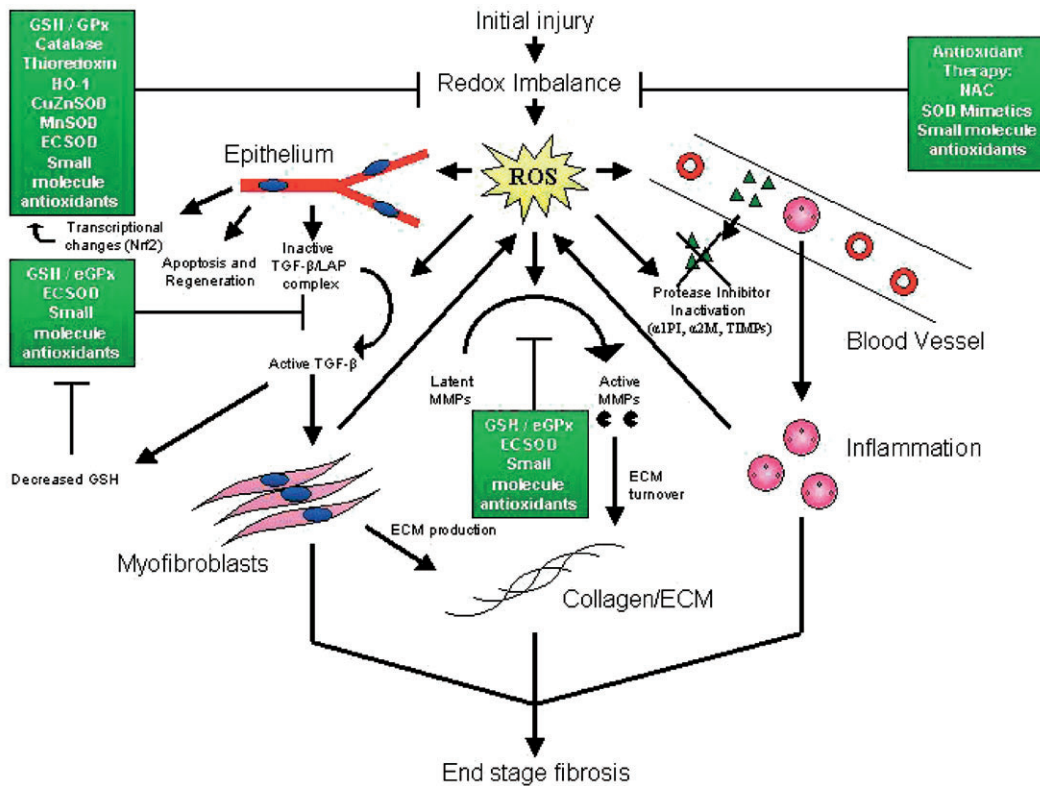 Initial injury
Redox Imbalance
ROS
GSH / GPx
Catalase
Thioredoxin
HO-1
CuZnSOD
MnSOD
ECSOD
Small
molecule
antioxidants
Antioxidant
Therapy:
NAC
SOD Mimetics
Small molecule
antioxidants
Epithelium
Transcriptional
changes (Nrf2)
Apoptosis and
Regeneration
Inactive
TGF-β/LAP
complex
GSH / eGPx
ECSOD
Small
molecule
antioxidants
Active TGF-β
Decreased GSH
Latent
MMPs
Active
MMPs
GSH / eGPx
ECSOD
Small
molecule
antioxidants
Protease Inhibitor
Inactivation
(α1PI, α2M, TIMPs)
Blood Vessel
Inflammation
ECM
turnover
Myofibroblasts
ECM production
Collagen/ECM
End stage fibrosis